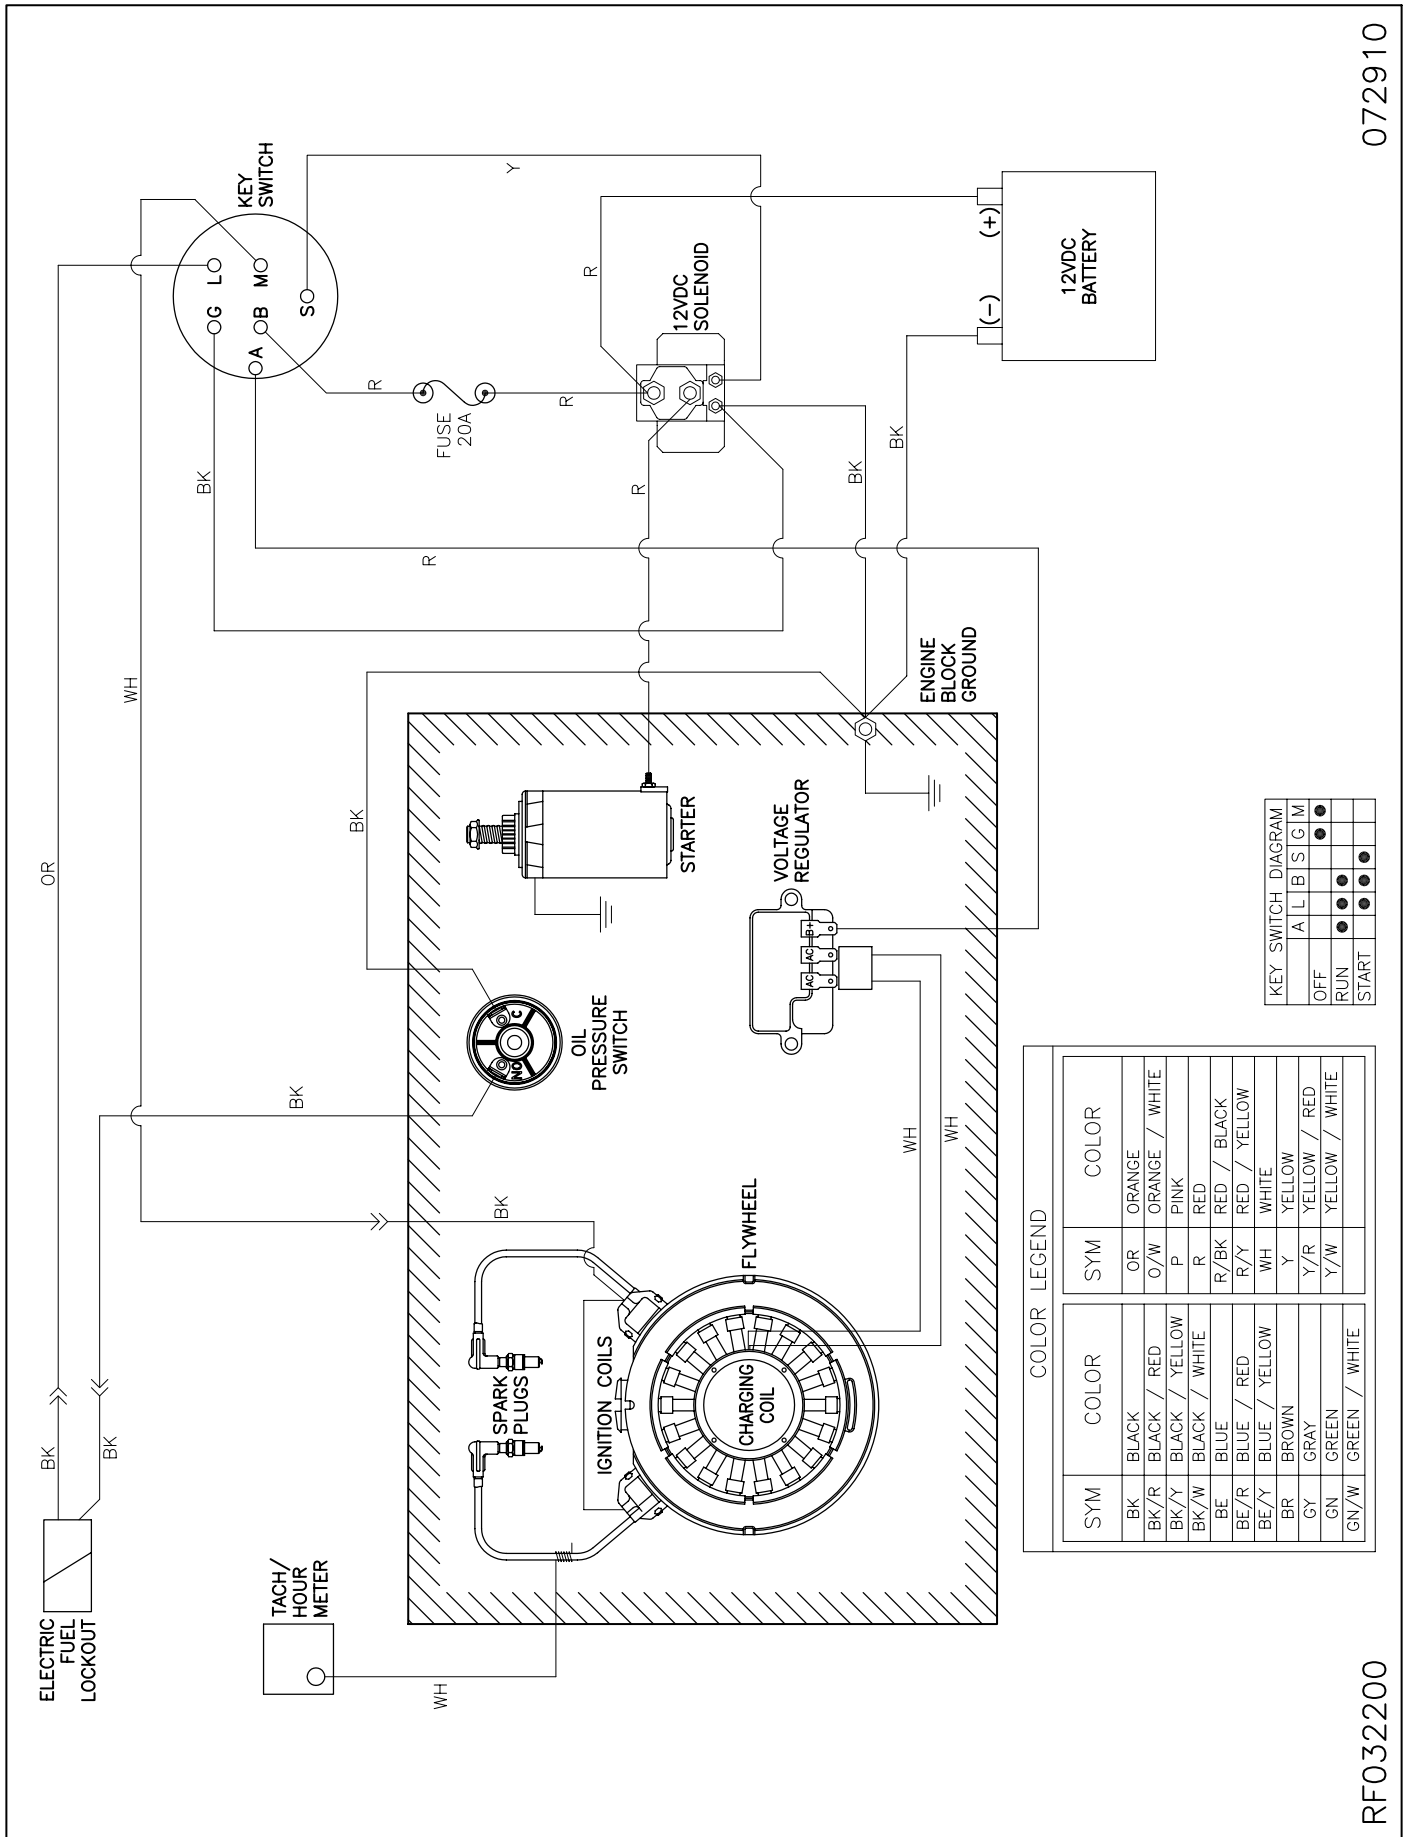 ELECTRIC
FUEL
LOCKOUT
BK
BK
OR
WH
TACH/
HOUR
METER
WH
BK
BK
BK
R
R
R
R
R
BK
BK
BK
Y
KEY
SWITCH
G L
B M
A
S
FUSE
20A
12VDC
SOLENOID
(-) (+)
12VDC
BATTERY
SPARK
PLUGS
IGNITION COILS
CHARGING
COIL
FLYWHEEL
NO C
OIL
PRESSURE
SWITCH
STARTER
VOLTAGE
REGULATOR
AC AC B+
WH
WH
ENGINE
BLOCK
GROUND
COLOR LEGEND
SYM COLOR SYM COLOR
BK BLACK OR ORANGE
BK/R BLACK / RED O/W ORANGE / WHITE
BK/Y BLACK / YELLOW P PINK
BK/W BLACK / WHITE R RED
BE BLUE R/BK RED / BLACK
BE/R BLUE / RED R/Y RED / YELLOW
BE/Y BLUE / YELLOW WH WHITE
BR BROWN Y YELLOW
GY GRAY Y/R YELLOW / RED
GN GREEN Y/W YELLOW / WHITE
GN/W GREEN / WHITE
KEY SWITCH DIAGRAM
A L B S G M
OFF
RUN
START
RF032200
072910